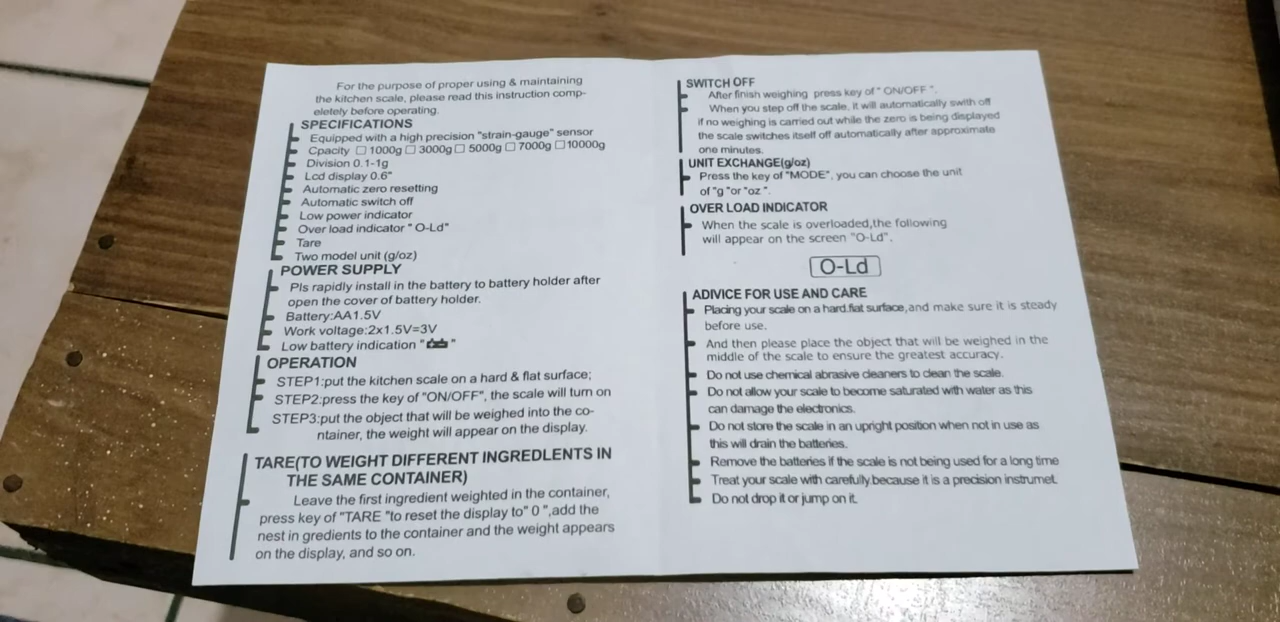 For the purpose of proper using & maintaining
the kitchen scale, please read this instruction comp-
eletely before operating.
SPECIFICATIONS
Equipped with a high precision "strain-gauge" sensor
Cpacity □ 1000g □ 3000g □ 5000g □ 7000g □ 10000g
Division 0.1-1g
Lcd display 0.6"
Automatic zero resetting
Automatic switch off
Low power indicator
Over load indicator " O-Ld"
Tare
Two model unit (g/oz)
POWER SUPPLY
Pls rapidly install in the battery to battery holder after
open the cover of battery holder.
Battery:AA1.5V
Work voltage:2x1.5V=3V
Low battery indication " "
OPERATION
STEP1:put the kitchen scale on a hard & flat surface;
STEP2:press the key of "ON/OFF", the scale will turn on
STEP3:put the object that will be weighed into the co-
ntainer, the weight will appear on the display.
TARE(TO WEIGHT DIFFERENT INGREDLENTS IN
THE SAME CONTAINER)
Leave the first ingredient weighted in the container,
press key of "TARE "to reset the display to" 0 ",add the
nest in gredients to the container and the weight appears
on the display, and so on.
SWITCH OFF
After finish weighing press key of " ON/OFF ".
When you step off the scale, it will automatically swith off
if no weighing is carried out while the zero is being displayed
the scale switches itself off automatically after approximate
one minutes.
UNIT EXCHANGE(g/oz)
Press the key of "MODE", you can choose the unit
of "g "or "oz ".
OVER LOAD INDICATOR
When the scale is overloaded,the following
will appear on the screen "O-Ld".
O-Ld
ADIVICE FOR USE AND CARE
Placing your scale on a hard.flat surface,and make sure it is steady
before use.
And then please place the object that will be weighed in the
middle of the scale to ensure the greatest accuracy.
Do not use chemical abrasive cleaners to clean the scale.
Do not allow your scale to become saturated with water as this
can damage the electronics.
Do not store the scale in an upright position when not in use as
this will drain the batteries.
Remove the batteries if the scale is not being used for a long time
Treat your scale with carefully.because it is a precision instrumet.
Do not drop it or jump on it.